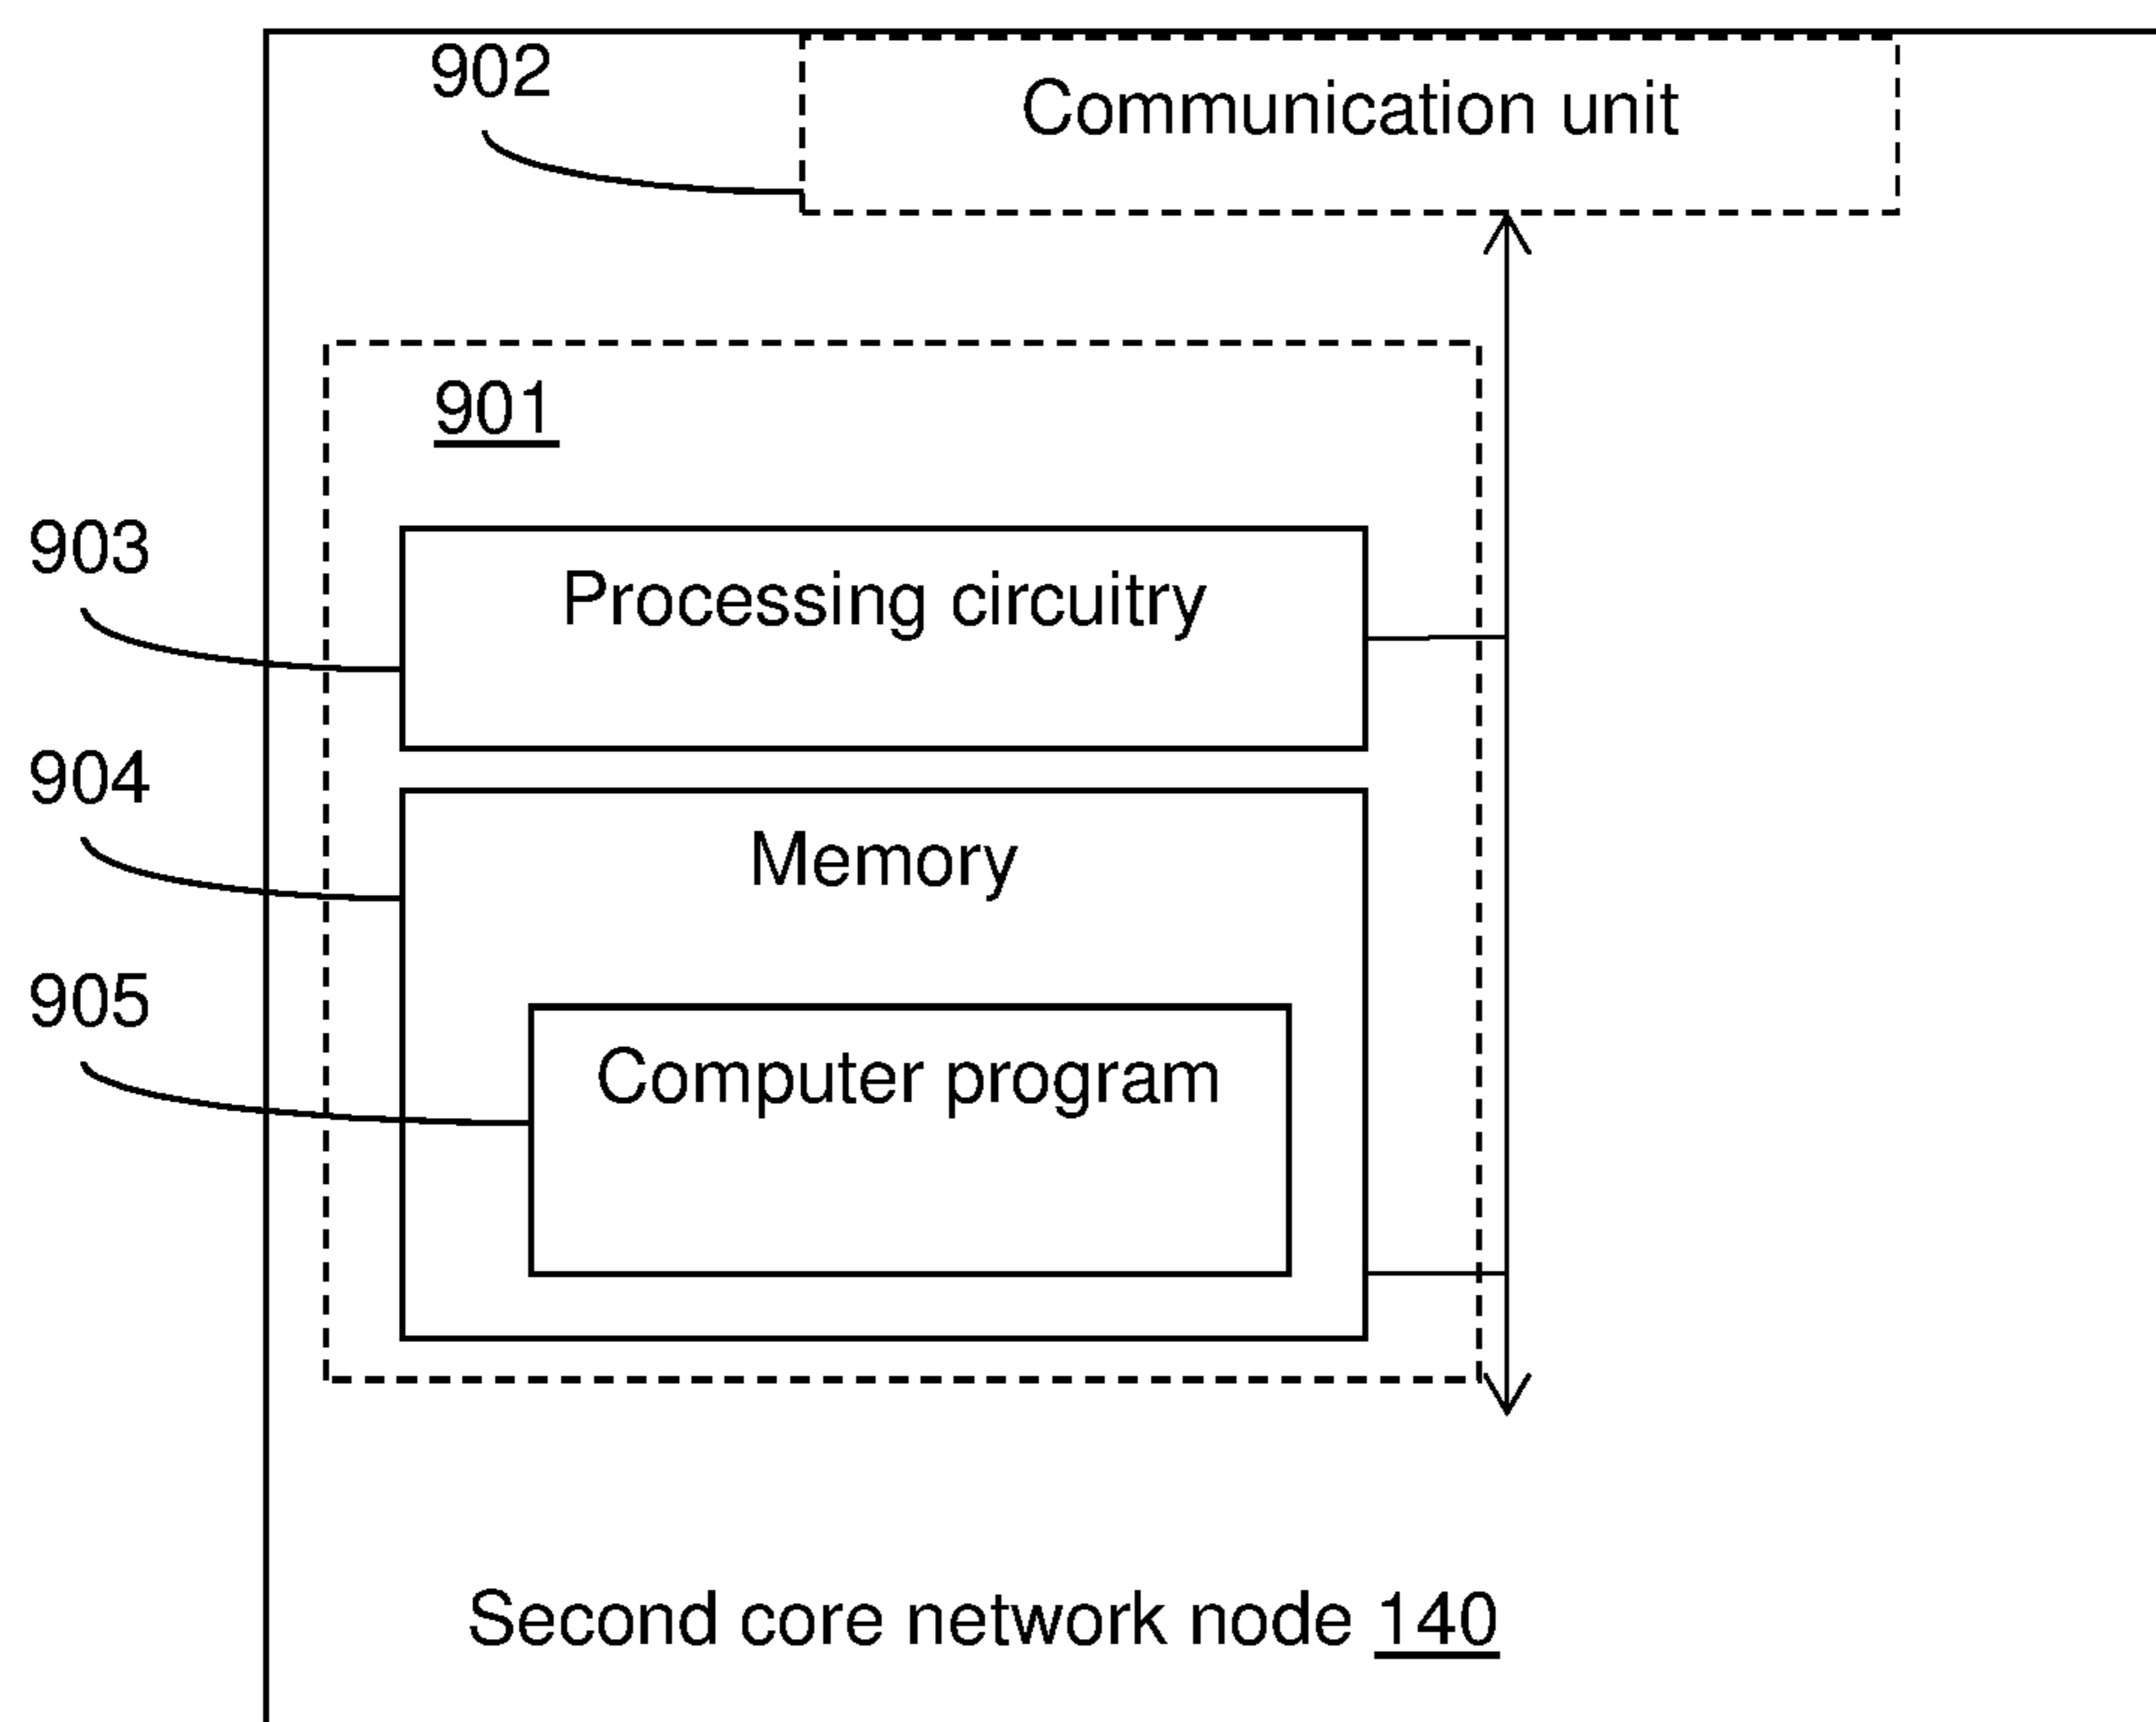 902
Communication unit
901
903
Processing circuitry
904
Memory
905
Computer program
Second core network node 140